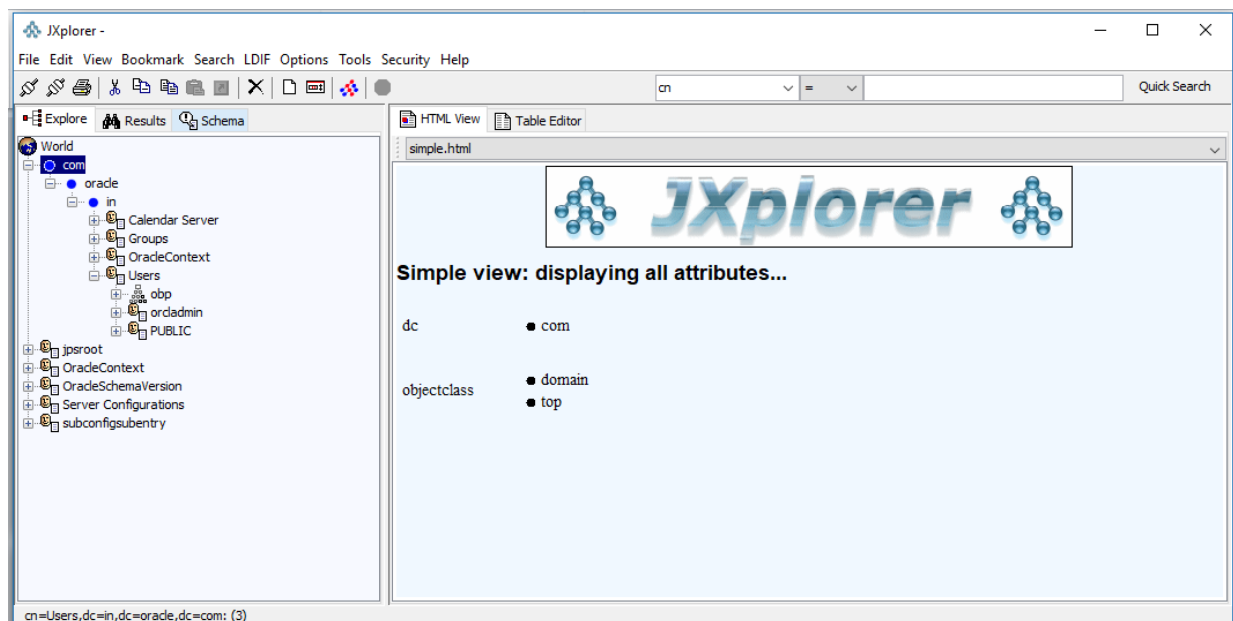 JXplorer -
File Edit View Bookmark Search LDIF Options Tools Security Help
cn = Quick Search
Explore Results Schema
HTML View Table Editor
World
simple.html
com
oracle
in
Calendar Server
Groups
OracleContext
Users
obp
orcladmin
PUBLIC
jpsroot
OracleContext
OracleSchemaVersion
Server Configurations
subconfigsubentry
JXplorer
Simple view: displaying all attributes...
dc com
objectclass domain
top
cn=Users,dc=in,dc=oracle,dc=com: (3)